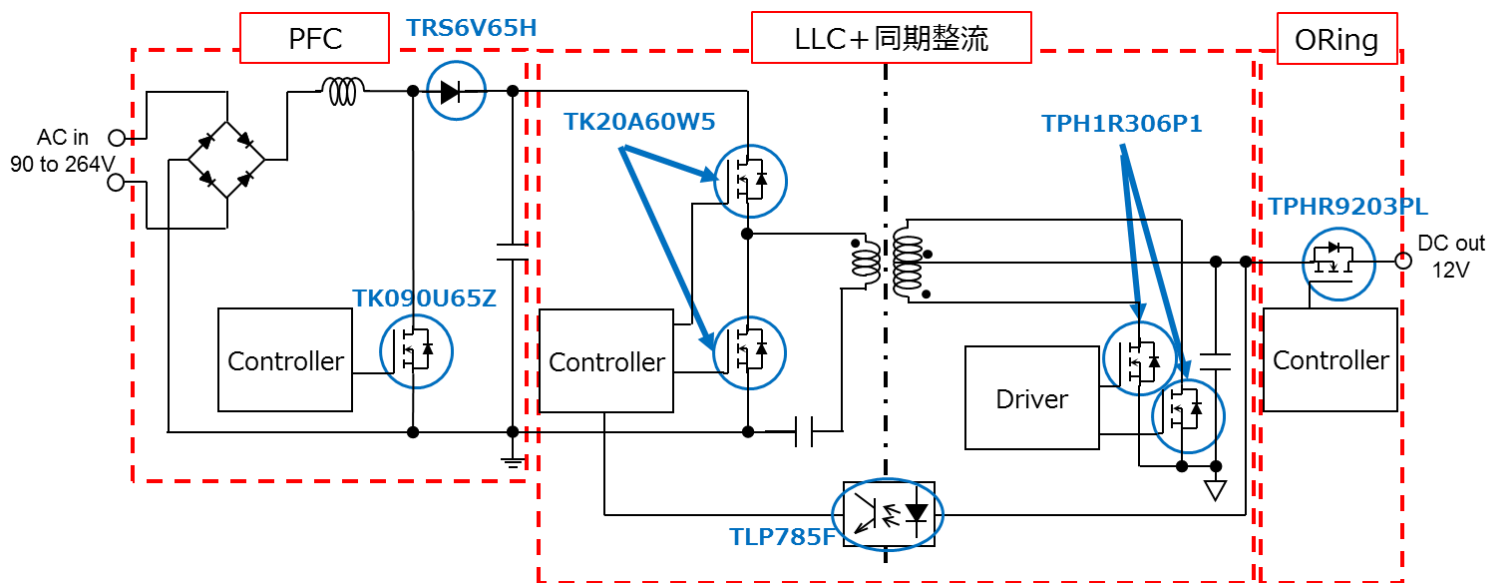 PFC
TRS6V65H
LLC+同期整流
ORing
AC in
90 to 264V
TK20A60W5
TPH1R306P1
TPHR9203PL
DC out
12V
TK090U65Z
Controller
Controller
Driver
Controller
TLP785F